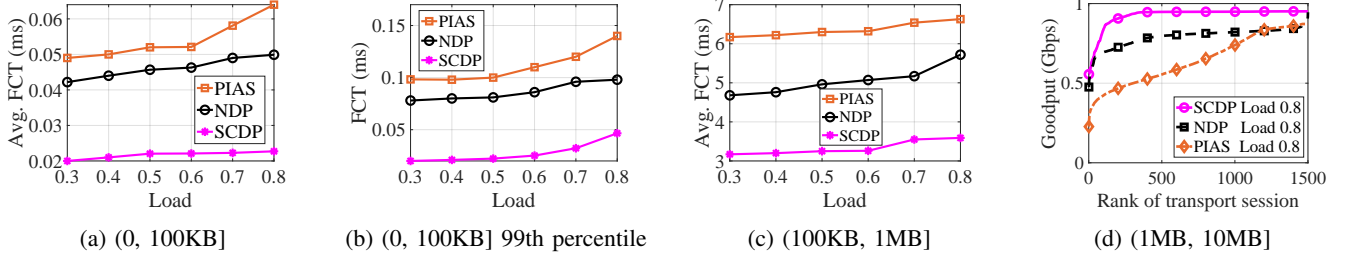 Avg. FCT (ms)
0.06
0.05
0.04
0.03
0.02
0.3 0.4 0.5 0.6 0.7 0.8
Load
PIAS
NDP
SCDP
(a) (0, 100KB]
FCT (ms)
0.15
0.10
0.05
0.3 0.4 0.5 0.6 0.7 0.8
Load
PIAS
NDP
SCDP
(b) (0, 100KB] 99th percentile
Avg. FCT (ms)
7
6
5
4
3
0.3 0.4 0.5 0.6 0.7 0.8
Load
PIAS
NDP
SCDP
(c) (100KB, 1MB]
Goodput (Gbps)
1
0.5
0
0 500 1000 1500
Rank of transport session
SCDP Load 0.8
NDP Load 0.8
PIAS Load 0.8
(d) (1MB, 10MB]